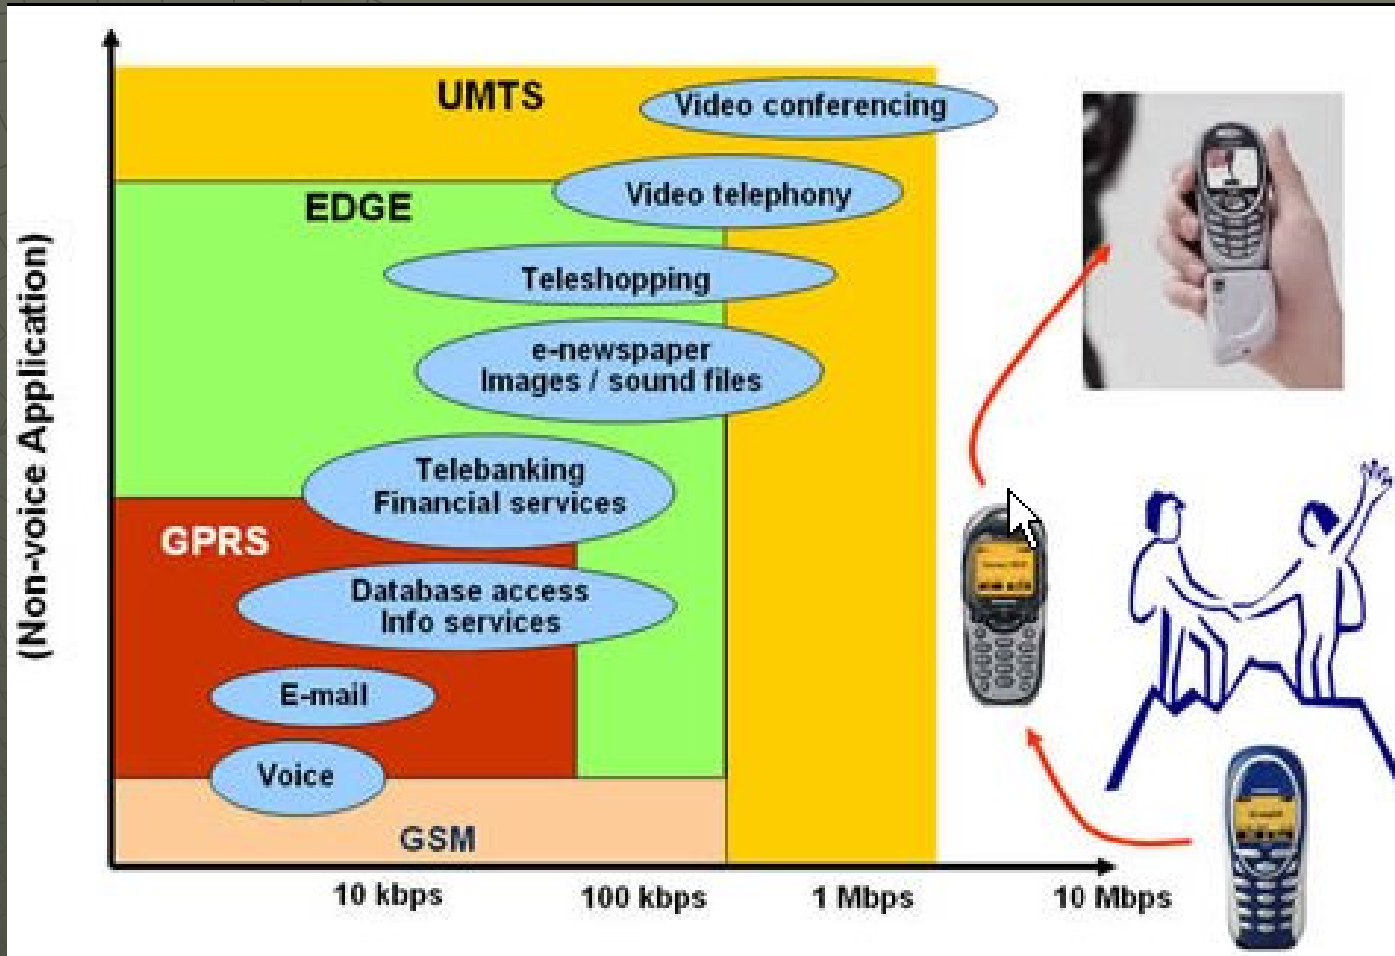 UMTS
Video conferencing
Video telephony
EDGE
Teleshopping
e-newspaper
Images / sound files
Telebanking
Financial services
GPRS
Database access
Info services
E-mail
Voice
GSM
(Non-voice Application)
10 kbps
100 kbps
1 Mbps
10 Mbps